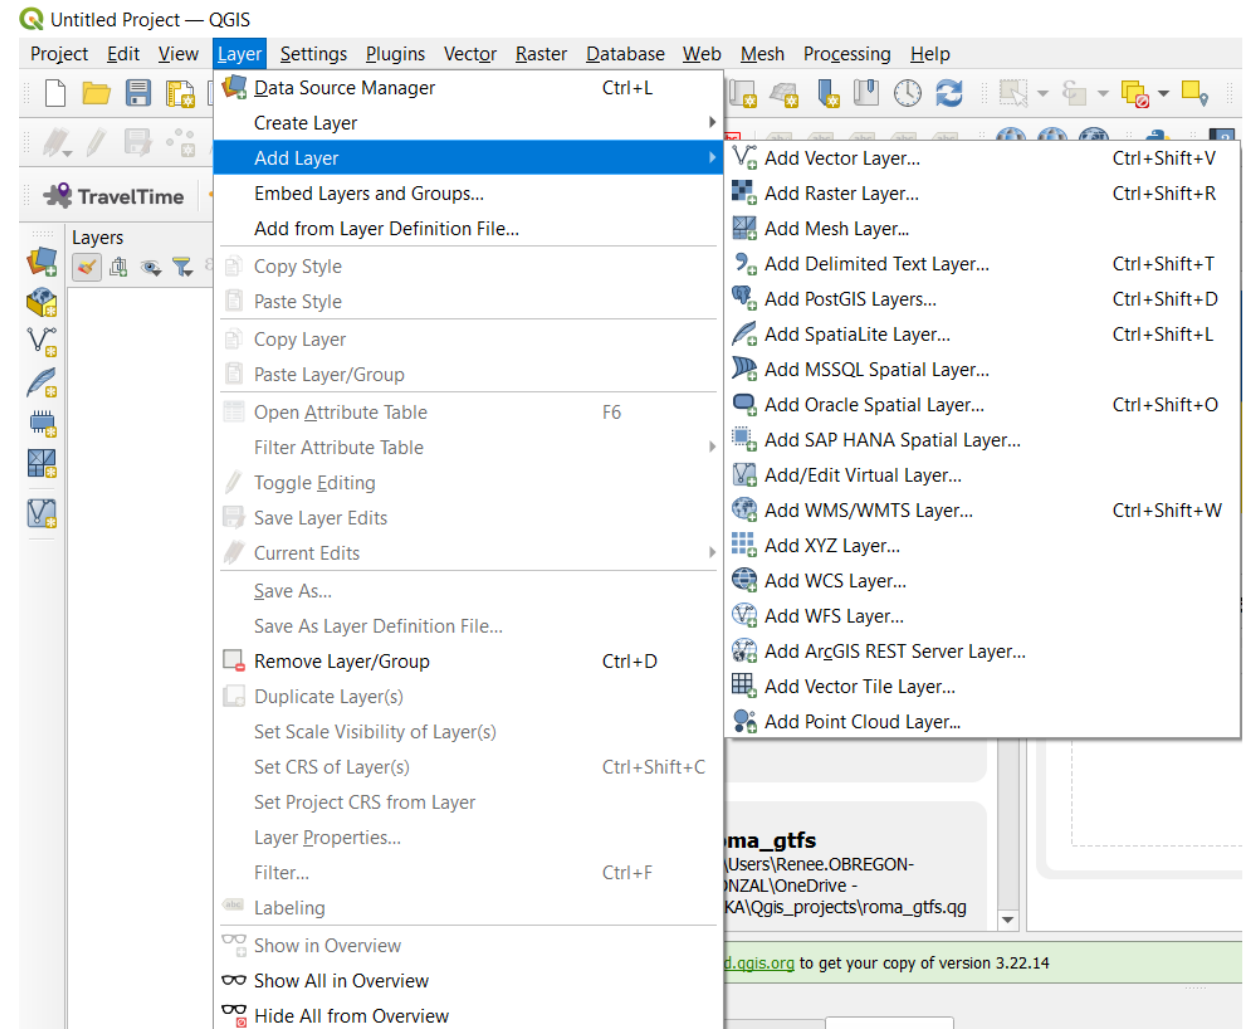 Untitled Project — QGIS
Project Edit View Layer Settings Plugins Vector Raster Database Web Mesh Processing Help
Data Source Manager Ctrl+L
Create Layer
Add Layer
Embed Layers and Groups...
Add from Layer Definition File...
Copy Style
Paste Style
Copy Layer
Paste Layer/Group
Open Attribute Table F6
Filter Attribute Table
Toggle Editing
Save Layer Edits
Current Edits
Save As...
Save As Layer Definition File...
Remove Layer/Group Ctrl+D
Duplicate Layer(s)
Set Scale Visibility of Layer(s)
Set CRS of Layer(s) Ctrl+Shift+C
Set Project CRS from Layer
Layer Properties...
Filter... Ctrl+F
abc Labeling
Show in Overview
Show All in Overview
Hide All from Overview
TravelTime
Layers
Add Vector Layer... Ctrl+Shift+V
Add Raster Layer... Ctrl+Shift+R
Add Mesh Layer...
Add Delimited Text Layer... Ctrl+Shift+T
Add PostGIS Layers... Ctrl+Shift+D
Add SpatiaLite Layer... Ctrl+Shift+L
Add MSSQL Spatial Layer...
Add Oracle Spatial Layer... Ctrl+Shift+O
Add SAP HANA Spatial Layer...
Add/Edit Virtual Layer...
Add WMS/WMTS Layer... Ctrl+Shift+W
Add XYZ Layer...
Add WCS Layer...
Add WFS Layer...
Add ArcGIS REST Server Layer...
Add Vector Tile Layer...
Add Point Cloud Layer...
oma_gtfs
\Users\Renee.OBREGON-
NZAL\OneDrive -
KA\Qgis_projects\roma_gtfs.qg
d.qgis.org to get your copy of version 3.22.14